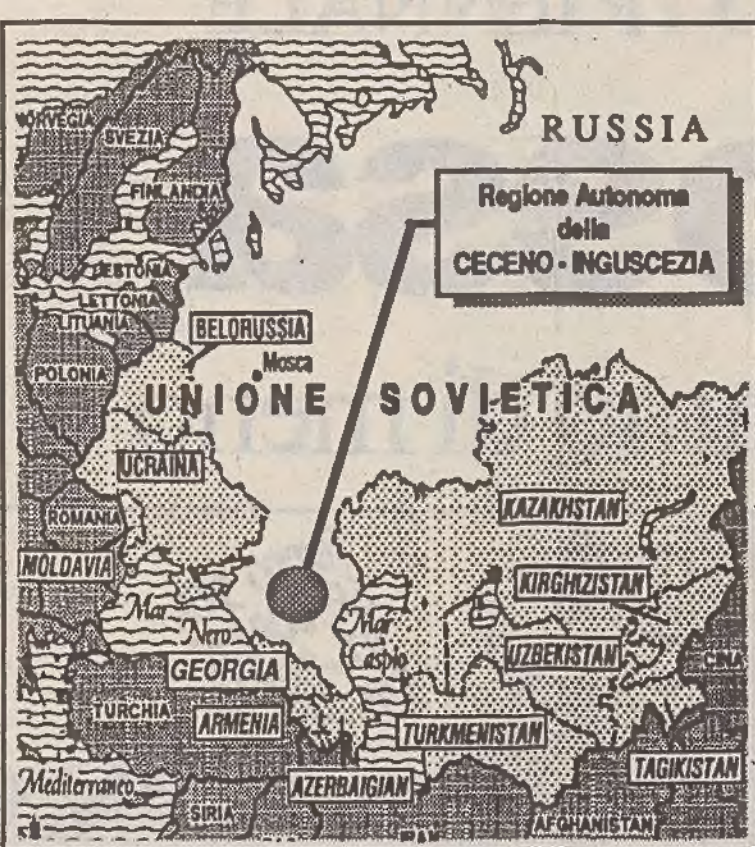 RUSSIA
NORVEGIA
SVEZIA
FINLANDIA
Regione Autonoma
della
CECENO - INGUSCEZIA
ESTONIA
LETTONIA
LITUANIA
BELORUSSIA
Mosca
POLONIA
UNIONE SOVIETICA
UCRAINA
KAZAKHSTAN
ROMANIA
MOLDAVIA
KIRGHIZISTAN
Mar
Nero
Mar
Caspio
UZBEKISTAN
CINA
GEORGIA
TURCHIA
ARMENIA
TURKMENISTAN
TAGIKISTAN
Mediterraneo
AZERBAIGIAN
SIRIA
AFGHANISTAN